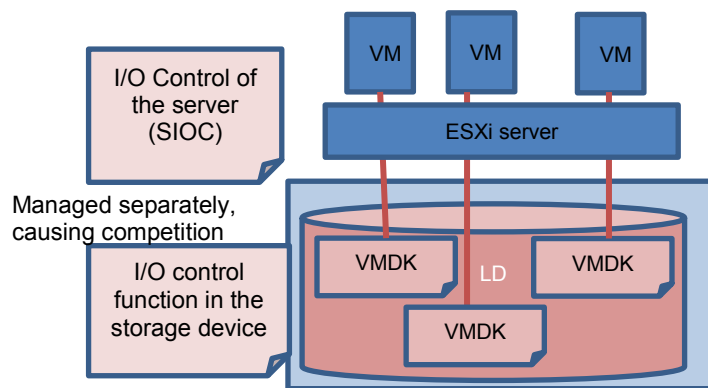 VM
VM
VM
I/O Control of
the server
(SIOC)
ESXi server
Managed separately,
causing competition
VMDK
LD
VMDK
I/O control
function in the
storage device
VMDK